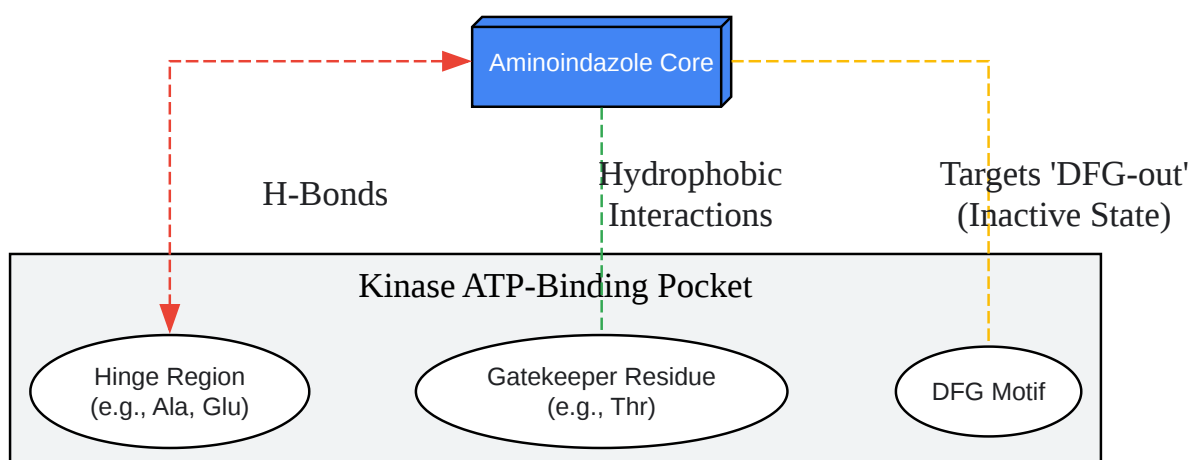 Aminoindazole Core
H-Bonds
Hydrophobic
Interactions
Targets 'DFG-out'
(Inactive State)
Kinase ATP-Binding Pocket
Hinge Region
(e.g., Ala, Glu)
Gatekeeper Residue
(e.g., Thr)
DFG Motif